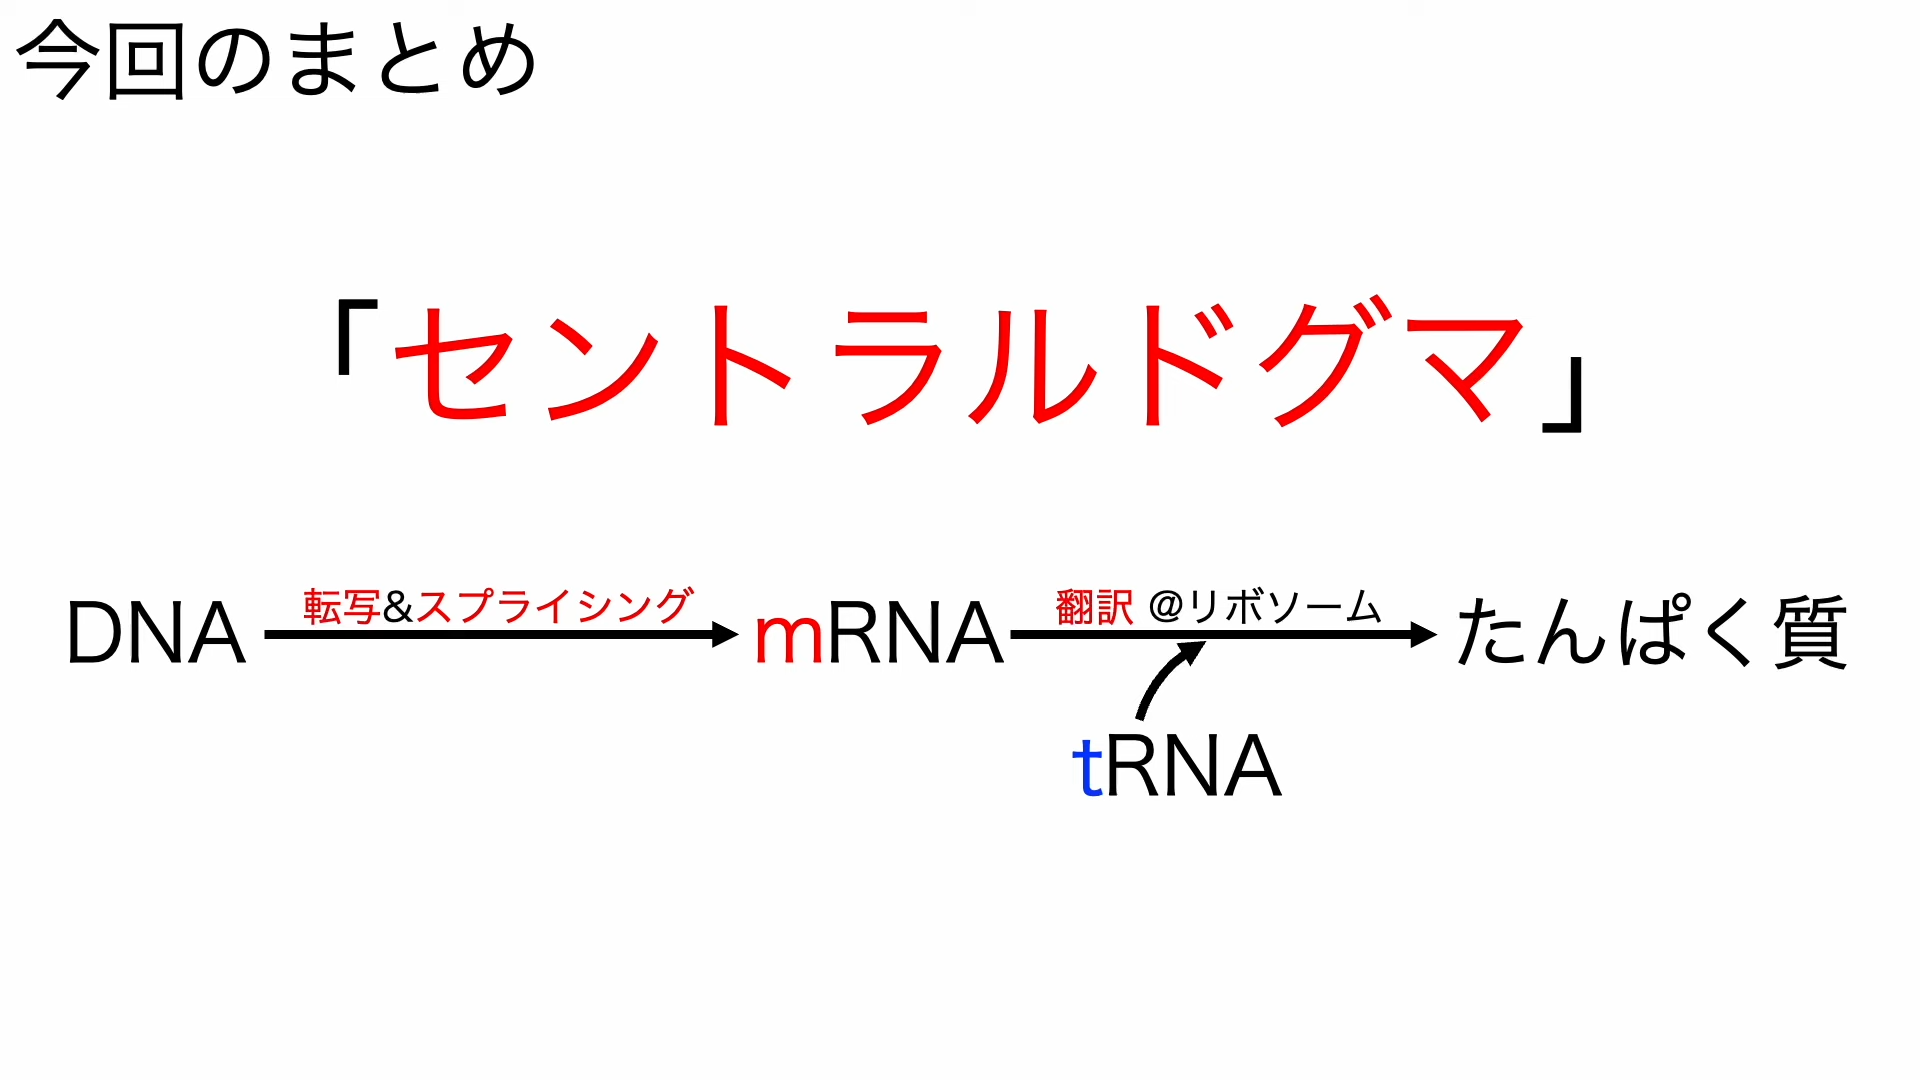 今回のまとめ
「セントラルドグマ」
転写&スプライシング
翻訳 @リボソーム
DNA mRNA たんぱく質
tRNA